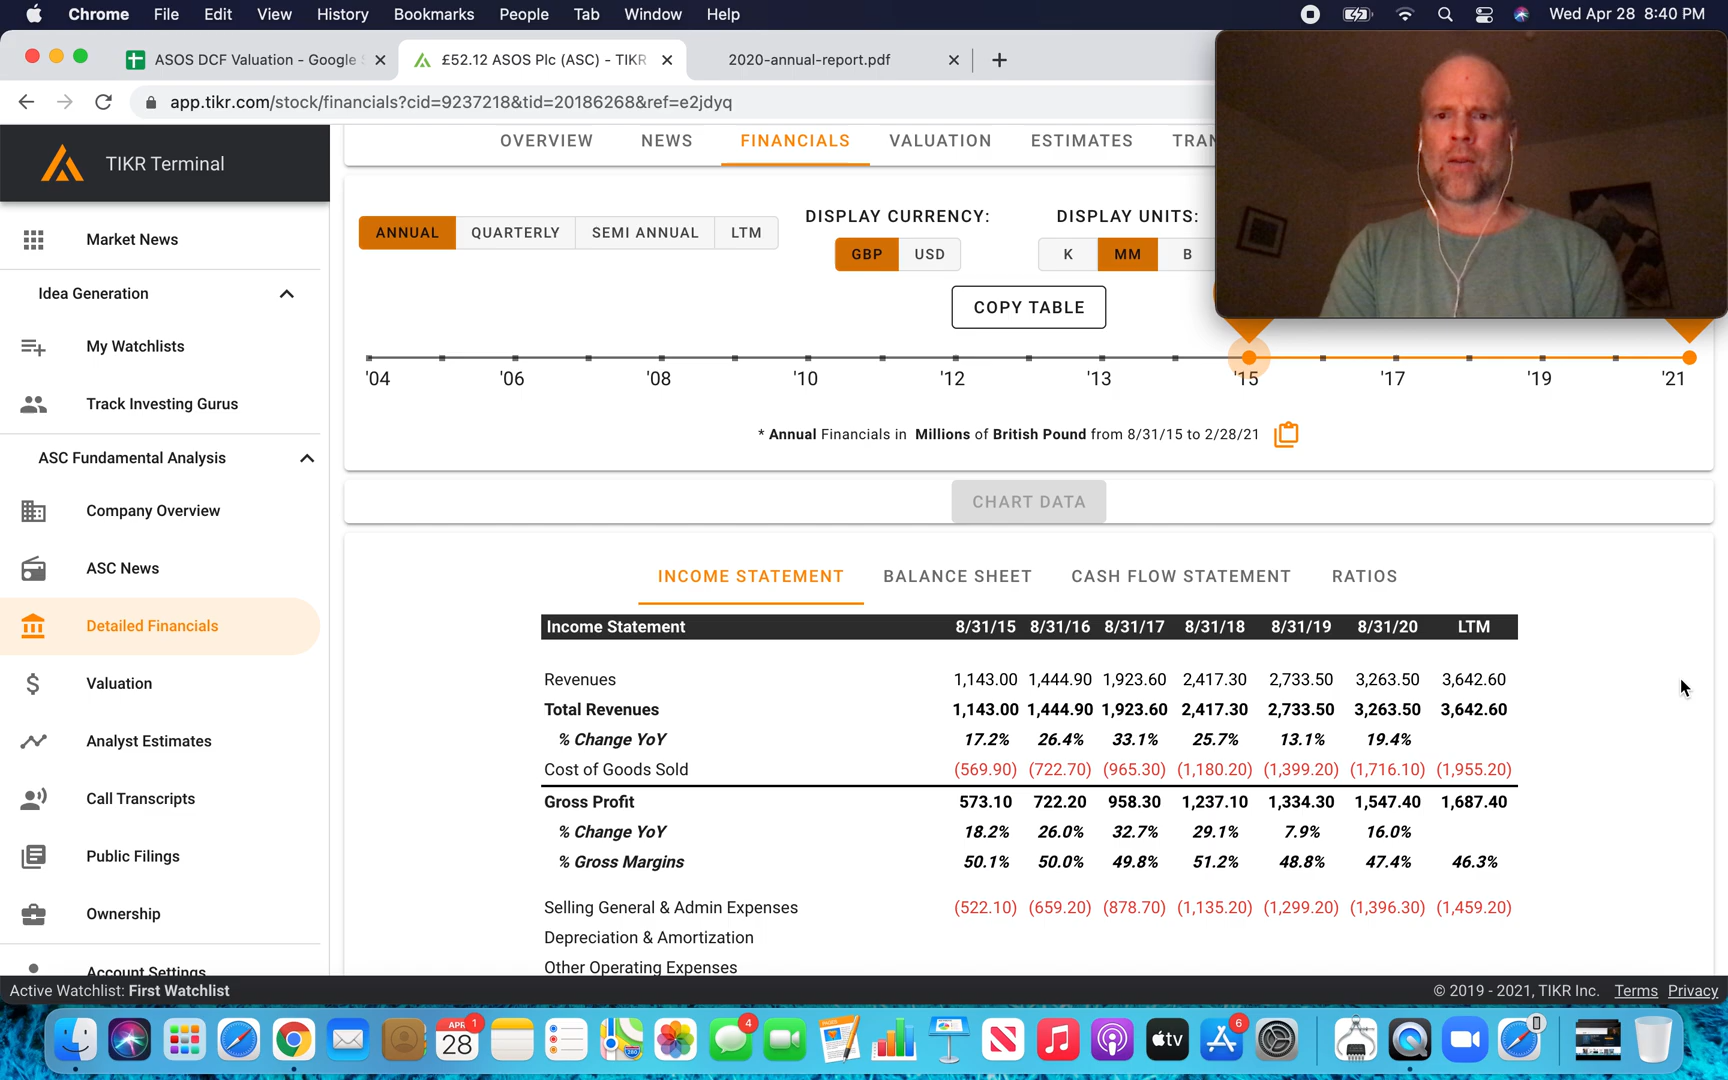 Chrome File Edit View History Bookmarks People Tab Window Help Wed Apr 28 8:40 PM
ASOS DCF Valuation - Google £52.12 ASOS Plc (ASC) - TIKR 2020-annual-report.pdf
app.tikr.com/stock/financials?cid=9237218&tid=20186268&ref=e2jdyq
TIKR Terminal
OVERVIEW NEWS FINANCIALS VALUATION ESTIMATES TRAN
Market News
Idea Generation
My Watchlists
Track Investing Gurus
ASC Fundamental Analysis
Company Overview
ASC News
Detailed Financials
Valuation
Analyst Estimates
Call Transcripts
Public Filings
Ownership
Account Settings
ANNUAL QUARTERLY SEMI ANNUAL LTM
DISPLAY CURRENCY: DISPLAY UNITS:
GBP USD K MM B
COPY TABLE
'04 '06 '08 '10 '12 '13 '15 '17 '19 '21
* Annual Financials in Millions of British Pound from 8/31/15 to 2/28/21
CHART DATA
INCOME STATEMENT BALANCE SHEET CASH FLOW STATEMENT RATIOS
Income Statement 8/31/15 8/31/16 8/31/17 8/31/18 8/31/19 8/31/20 LTM
Revenues 1,143.00 1,444.90 1,923.60 2,417.30 2,733.50 3,263.50 3,642.60
Total Revenues 1,143.00 1,444.90 1,923.60 2,417.30 2,733.50 3,263.50 3,642.60
% Change YoY 17.2% 26.4% 33.1% 25.7% 13.1% 19.4%
Cost of Goods Sold (569.90) (722.70) (965.30) (1,180.20) (1,399.20) (1,716.10) (1,955.20)
Gross Profit 573.10 722.20 958.30 1,237.10 1,334.30 1,547.40 1,687.40
% Change YoY 18.2% 26.0% 32.7% 29.1% 7.9% 16.0%
% Gross Margins 50.1% 50.0% 49.8% 51.2% 48.8% 47.4% 46.3%
Selling General & Admin Expenses (522.10) (659.20) (878.70) (1,135.20) (1,299.20) (1,396.30) (1,459.20)
Depreciation & Amortization
Other Operating Expenses
Active Watchlist: First Watchlist
© 2019 - 2021, TIKR Inc. Terms Privacy
APR 1 28 4 tv 6